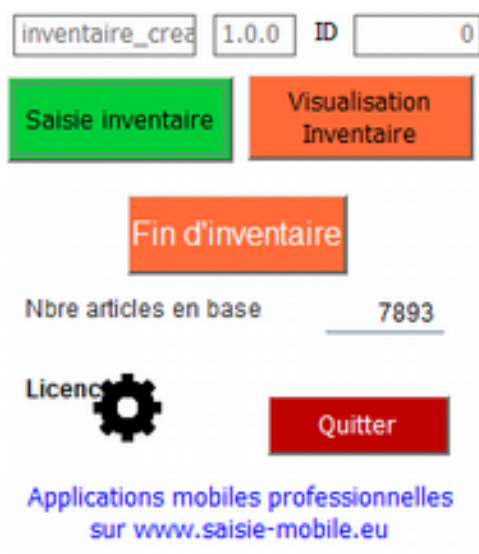 inventaire_crea 1.0.0 ID 0
Saisie inventaire
Visualisation
Inventaire
Fin d'inventaire
Nbre articles en base 7893
Licenc
Quitter
Applications mobiles professionnelles
sur www.saisie-mobile.eu